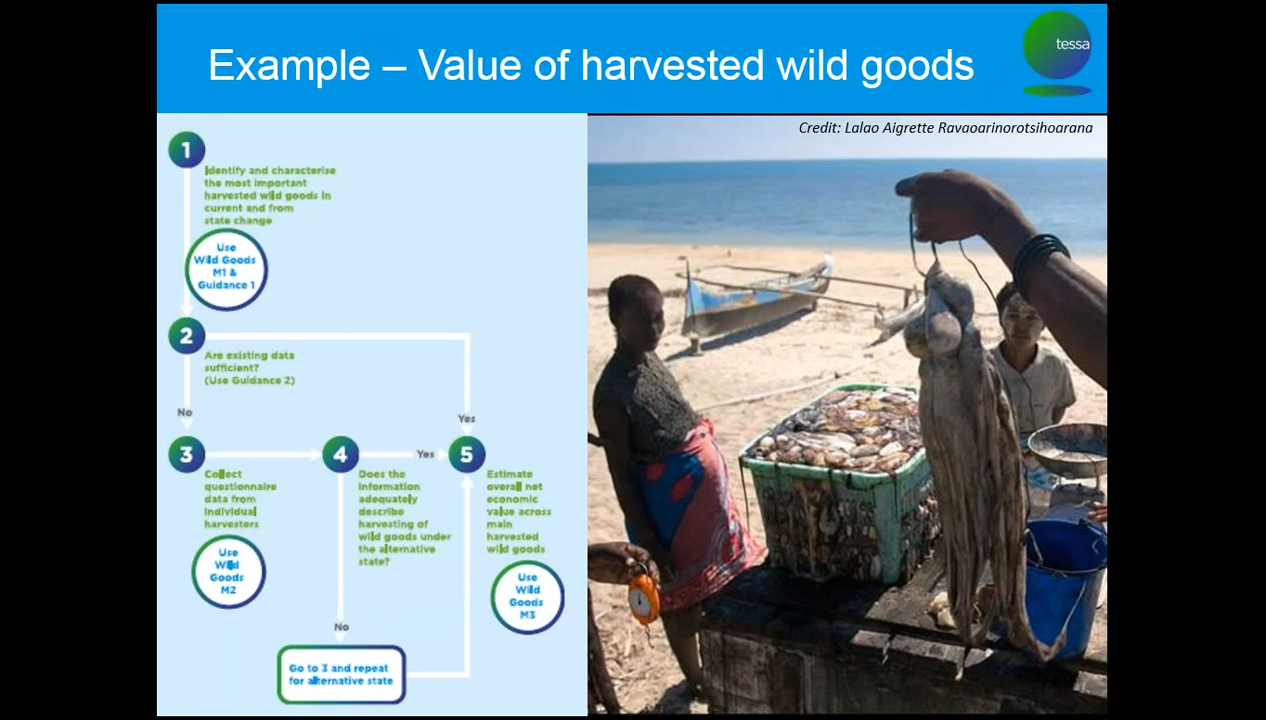 Example – Value of harvested wild goods
tessa
Credit: Lalao Aigrette Ravaoarinorotsihoarana
1
Identify and characterise
the most important
harvested wild goods in
current and from
state change
Use
Wild Goods
M1 &
Guidance 1
2
Are existing data
sufficient?
(Use Guidance 2)
No
Yes
3
Collect
questionnaire
data from
individual
harvesters
Use
Wild
Goods
M2
4
Yes
Does the
information
adequately
describe
harvesting of
wild goods under
the alternative
state?
5
Estimate
overall net
economic
value across
main
harvested
wild goods
Use
Wild
Goods
M3
No
Go to 3 and repeat
for alternative state